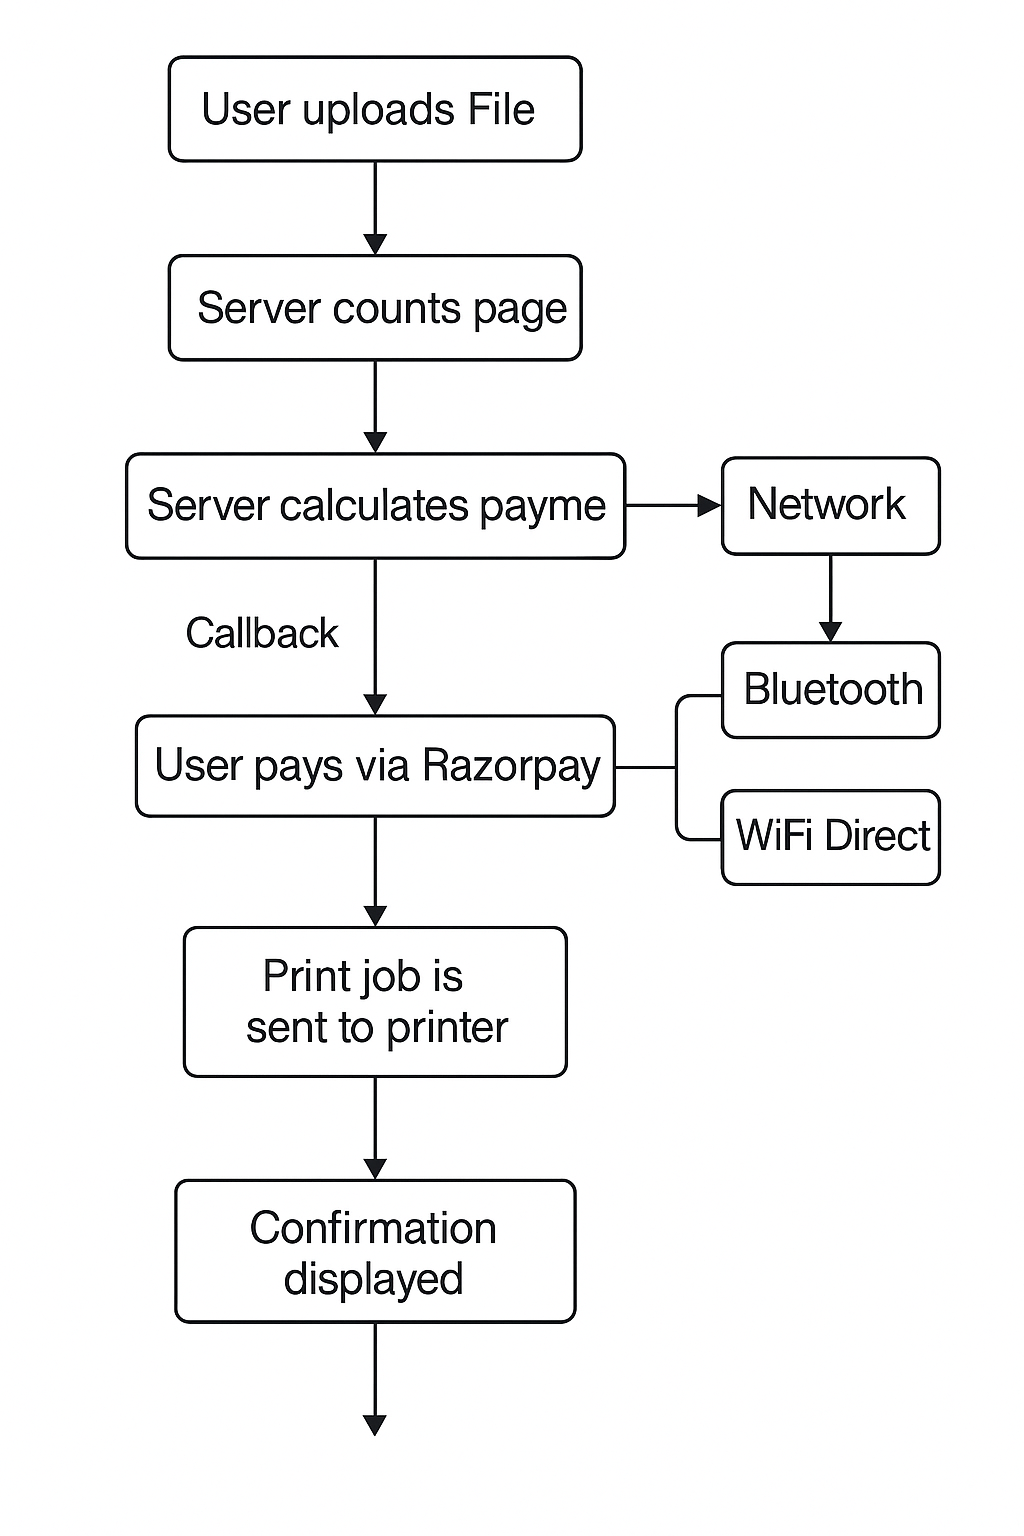 User uploads File
Server counts page
Server calculates payme
Network
Callback
Bluetooth
User pays via Razorpay
WiFi Direct
Print job is
sent to printer
Confirmation
displayed